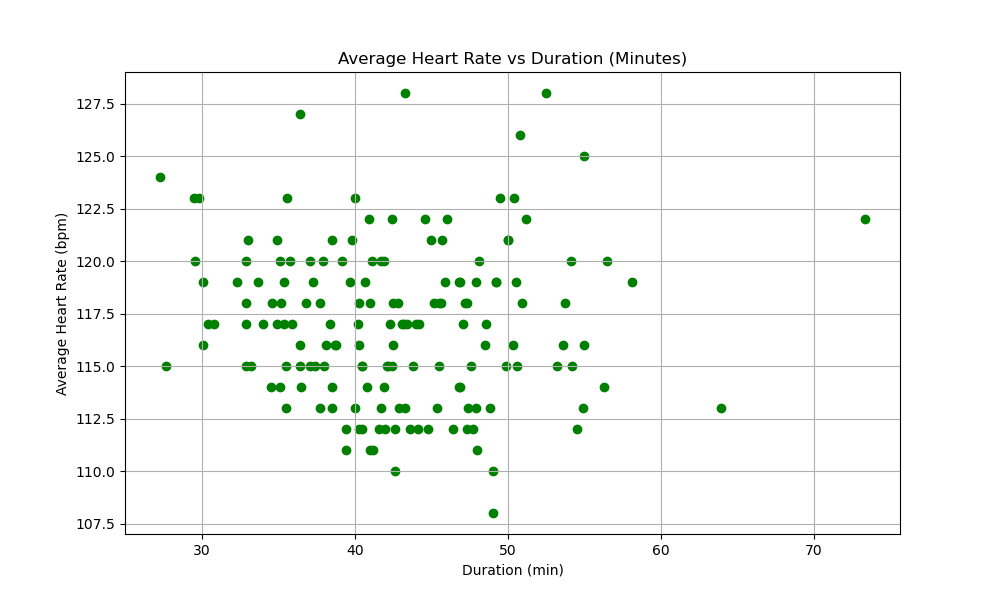 Average Heart Rate vs Duration (Minutes)
127.5
125.0
122.5
120.0
117.5
115.0
112.5
110.0
107.5
Average Heart Rate (bpm)
30 40 50 60 70
Duration (min)